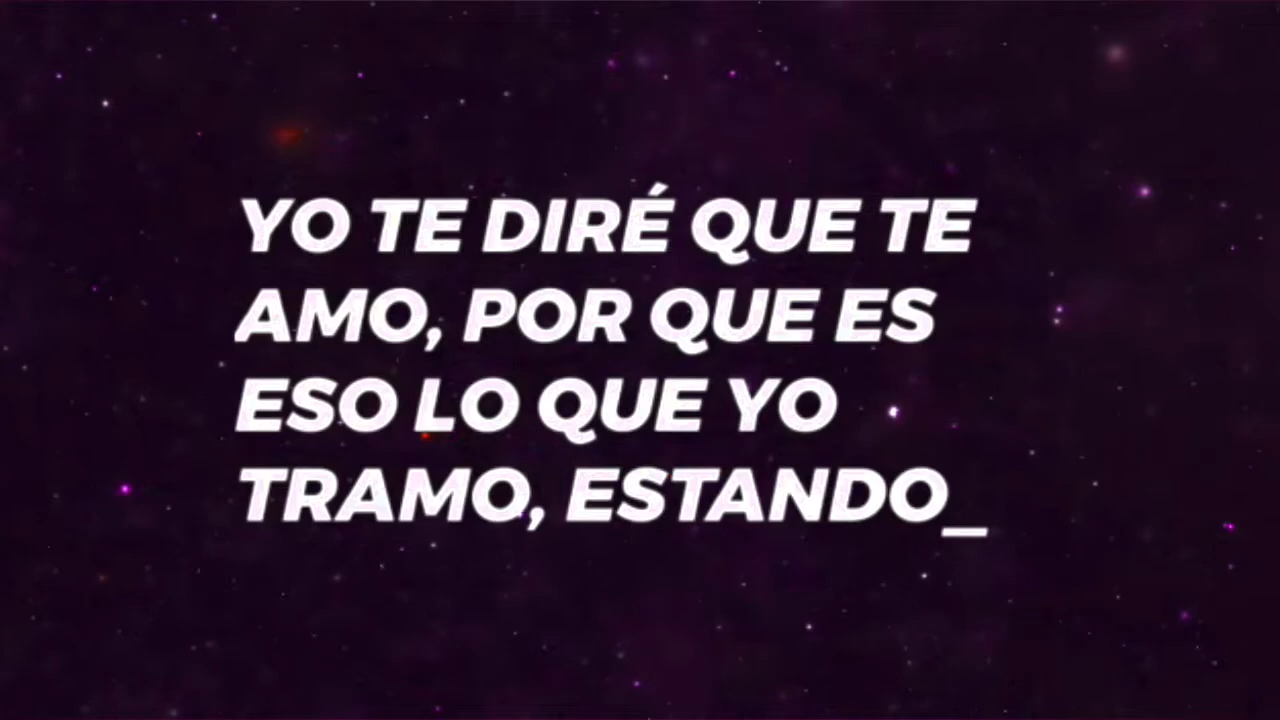 YO TE DIRÉ QUE TE
AMO, POR QUE ES
ESO LO QUE YO
TRAMO, ESTANDO_